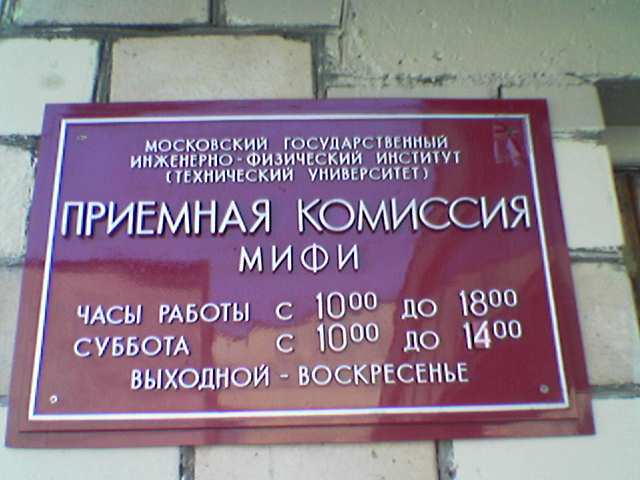 МОСКОВСКИЙ ГОСУДАРСТВЕННЫЙ
ИНЖЕНЕРНО-ФИЗИЧЕСКИЙ ИНСТИТУТ
(ТЕХНИЧЕСКИЙ УНИВЕРСИТЕТ)
ПРИЕМНАЯ КОМИССИЯ
МИФИ
ЧАСЫ РАБОТЫ С 10⁰⁰ ДО 18⁰⁰
СУББОТА С 10⁰⁰ ДО 14⁰⁰
ВЫХОДНОЙ - ВОСКРЕСЕНЬЕ